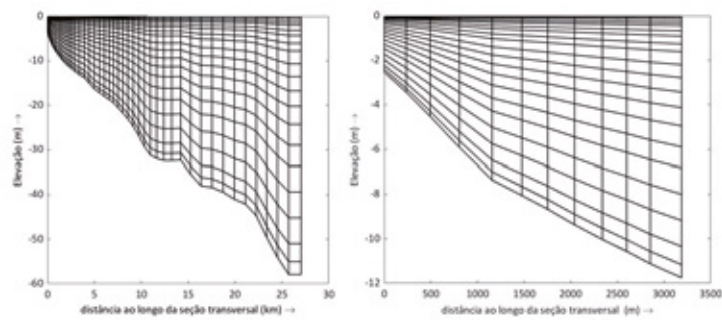 0
-10
-20
-30
-40
-50
-60
Elevação (m) →
0 5 10 15 20 25 30
distância ao longo da seção transversal (km) →
0
-2
-4
-6
-8
-10
-12
Elevação (m) →
0 500 1000 1500 2000 2500 3000 3500
distância ao longo da seção transversal (m) →